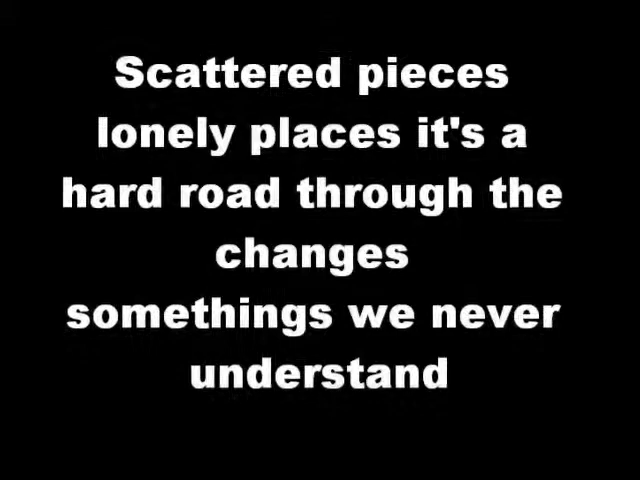 Scattered pieces
lonely places it's a
hard road through the
changes
somethings we never
understand